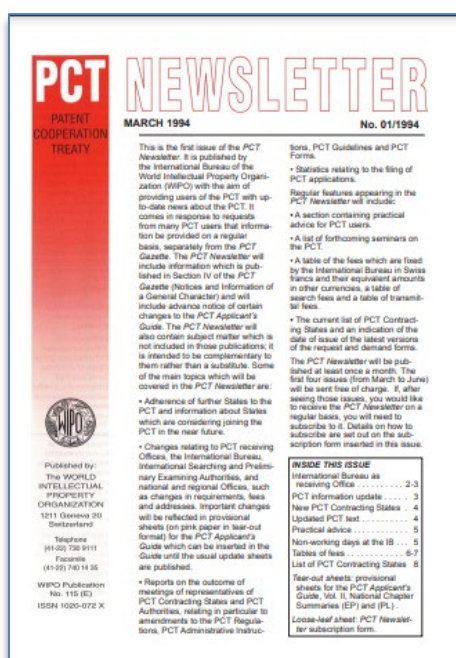 PCT
PATENT
COOPERATION
TREATY
NEWSLETTER
MARCH 1994
No. 01/1994
This is the first issue of the PCT
Newsletter. It is published by
the International Bureau of the
World Intellectual Property Organi-
zation (WIPO) with the aim of
providing users of the PCT with up-
to-date news about the PCT. It
comes in response to requests
from many PCT users that informa-
tion be provided on a regular
basis, separately from the PCT
Gazette. The PCT Newsletter will
include information which is pub-
lished in Section IV of the PCT
Gazette (Notices and Information of
a General Character) and will
include advance notice of certain
changes to the PCT Applicant's
Guide. The PCT Newsletter will
also contain subject matter which is
not included in those publications; it
is intended to be complementary to
them rather than a substitute. Some
of the main topics which will be
covered in the PCT Newsletter are:
• Adherence of further States to the
PCT and information about States
which are considering joining the
PCT in the near future.
• Changes relating to PCT receiving
Offices, the International Bureau,
International Searching and Prelimi-
nary Examining Authorities, and
national and regional Offices, such
as changes in requirements, fees
and addresses. Important changes
will be reflected in provisional
sheets (on pink paper in tear-out
format) for the PCT Applicant's
Guide which can be inserted in the
Guide until the usual update sheets
are published.
• Reports on the outcome of
meetings of representatives of
PCT Contracting States and PCT
Authorities, relating in particular to
amendments to the PCT Regula-
tions, PCT Administrative Instruc-
tions, PCT Guidelines and PCT
Forms.
• Statistics relating to the filing of
PCT applications.
Regular features appearing in the
PCT Newsletter will include:
• A section containing practical
advice for PCT users.
• A list of forthcoming seminars on
the PCT.
• A table of the fees which are fixed
by the International Bureau in Swiss
francs and their equivalent amounts
in other currencies, a table of
search fees and a table of transmit-
tal fees.
• The current list of PCT Contract-
ing States and an indication of the
date of issue of the latest versions
of the request and demand forms.
The PCT Newsletter will be pub-
lished at least once a month. The
first four issues (from March to June)
will be sent free of charge. If, after
seeing those issues, you would like
to receive the PCT Newsletter on a
regular basis, you will need to
subscribe to it. Details on how to
subscribe are set out on the sub-
scription form inserted in this issue.
INSIDE THIS ISSUE
International Bureau as
receiving Office . . . . . . . . . 2-3
PCT information update . . . . 3
New PCT Contracting States . 4
Updated PCT text . . . . . . . . . 4
Practical advice . . . . . . . . . . 5
Non-working days at the IB . . . 5
Tables of fees . . . . . . . . . . 6-7
List of PCT Contracting States 8
Tear-out sheets: provisional
sheets for the PCT Applicant's
Guide, Vol. II, National Chapter
Summaries (EP) and (PL) .
Loose-leaf sheet: PCT Newslet-
ter subscription form.
WIPO
Published by:
The WORLD
INTELLECTUAL
PROPERTY
ORGANIZATION
1211 Geneva 20
Switzerland
Telephone
(41-22) 730 9111
Facsimile
(41-22) 740 14 35
WIPO Publication
No. 115 (E)
ISSN 1020-072 X